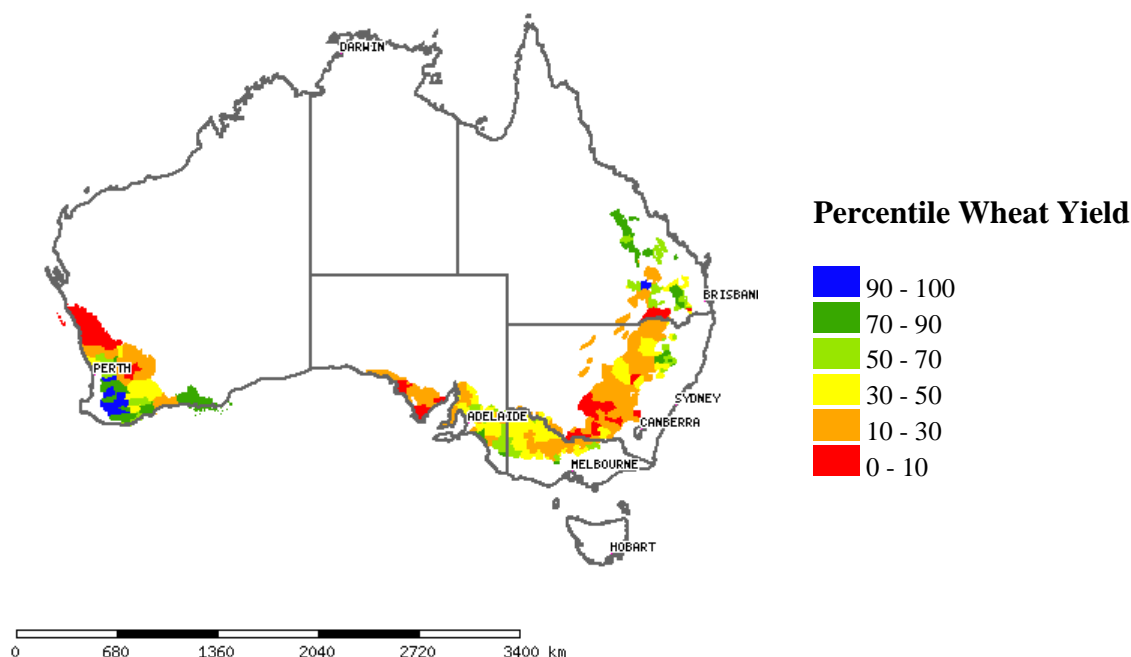 DARWIN
Percentile Wheat Yield
BRISBAN
90 - 100
70 - 90
PERTH
50 - 70
30 - 50
SYDNEY
ADELAIDE
CANBERRA
10 - 30
MELBOURNE
0 - 10
HOBART
0 680 1360 2040 2720 3400 km